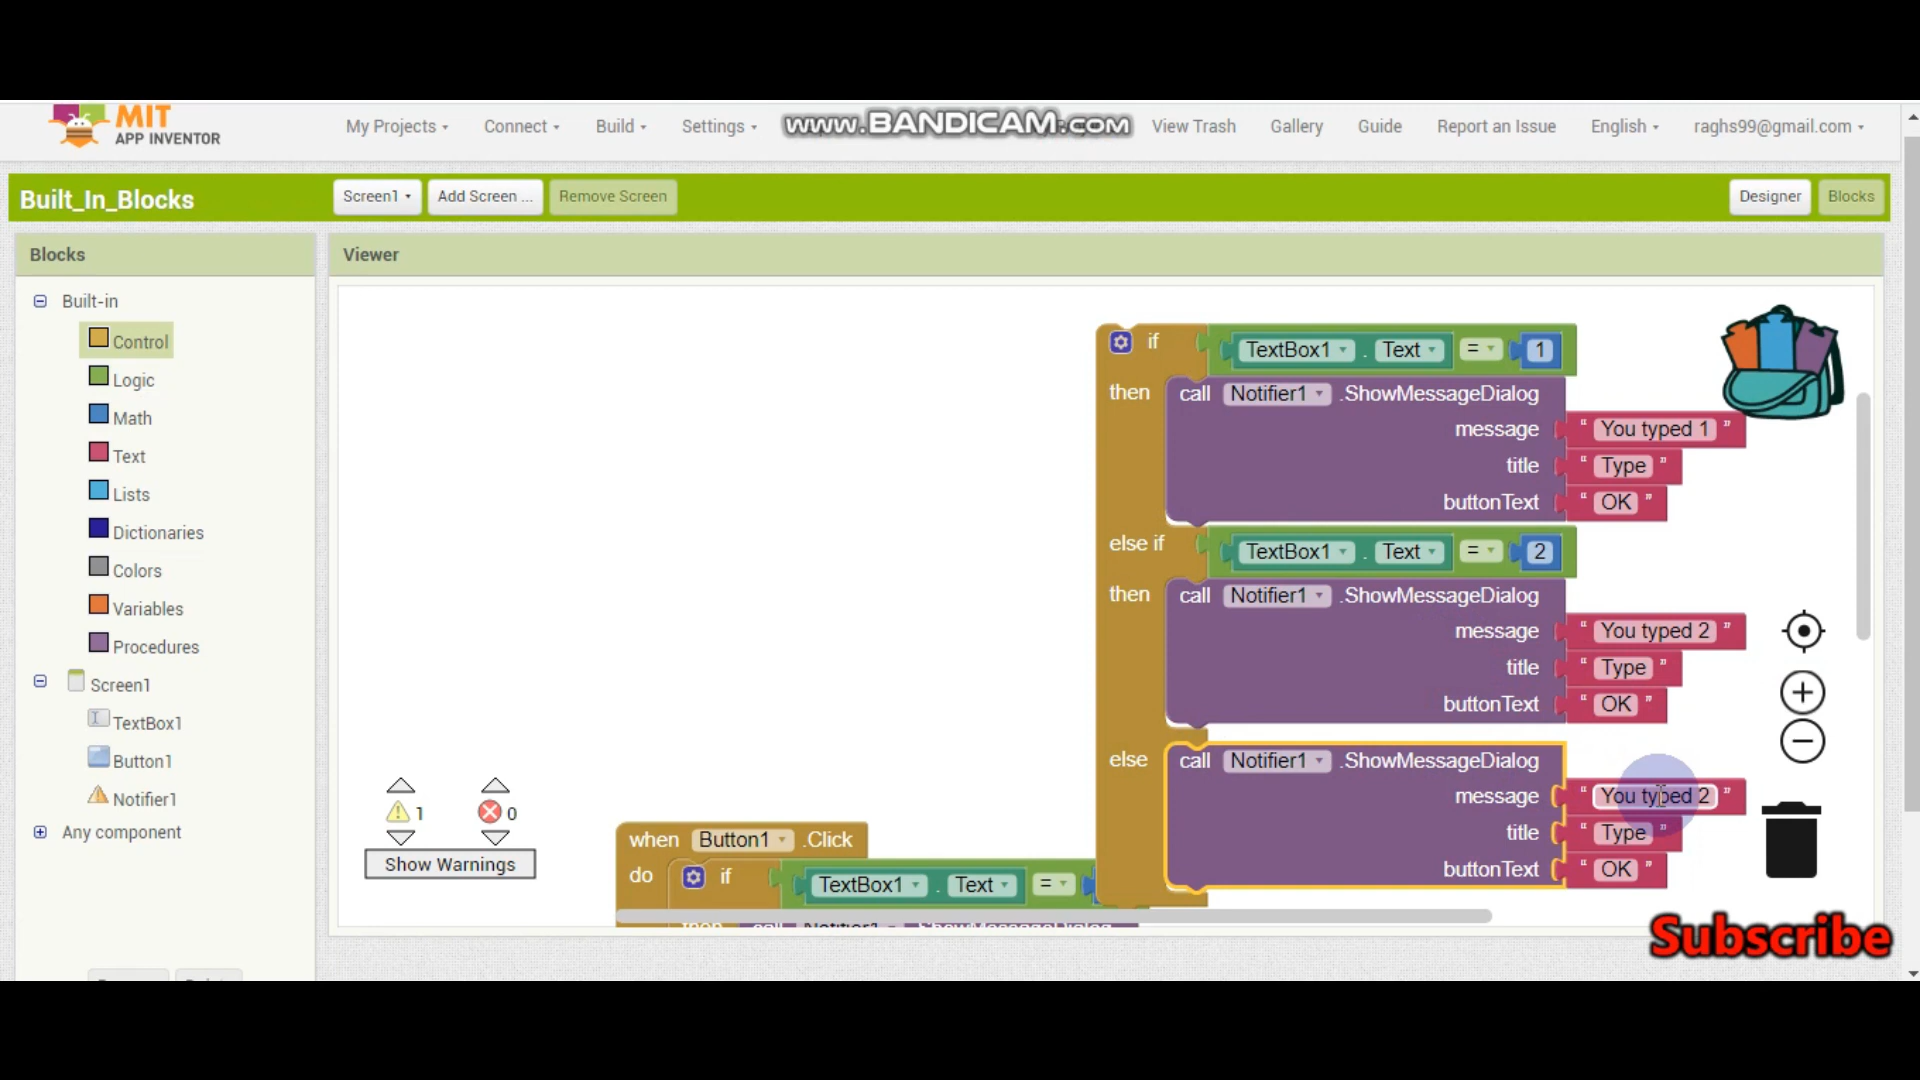 MIT
APP INVENTOR
My Projects
Connect
Build
Settings
www.BANDICAM.com
View Trash
Gallery
Guide
Report an Issue
English
raghs99@gmail.com
Built_In_Blocks
Screen1
Add Screen ...
Remove Screen
Designer
Blocks
Blocks
Viewer
Built-in
Control
Logic
Math
Text
Lists
Dictionaries
Colors
Variables
Procedures
Screen1
TextBox1
Button1
Notifier1
Any component
if TextBox1 . Text = 1
then call Notifier1 .ShowMessageDialog
message “ You typed 1 ”
title “ Type ”
buttonText “ OK ”
else if TextBox1 . Text = 2
then call Notifier1 .ShowMessageDialog
message “ You typed 2 ”
title “ Type ”
buttonText “ OK ”
else call Notifier1 .ShowMessageDialog
message “ You typed 2 ”
title “ Type ”
buttonText “ OK ”
1 0
Show Warnings
when Button1 .Click
do if TextBox1 . Text =
then call Notifier1 .ShowMessageDialog
Subscribe